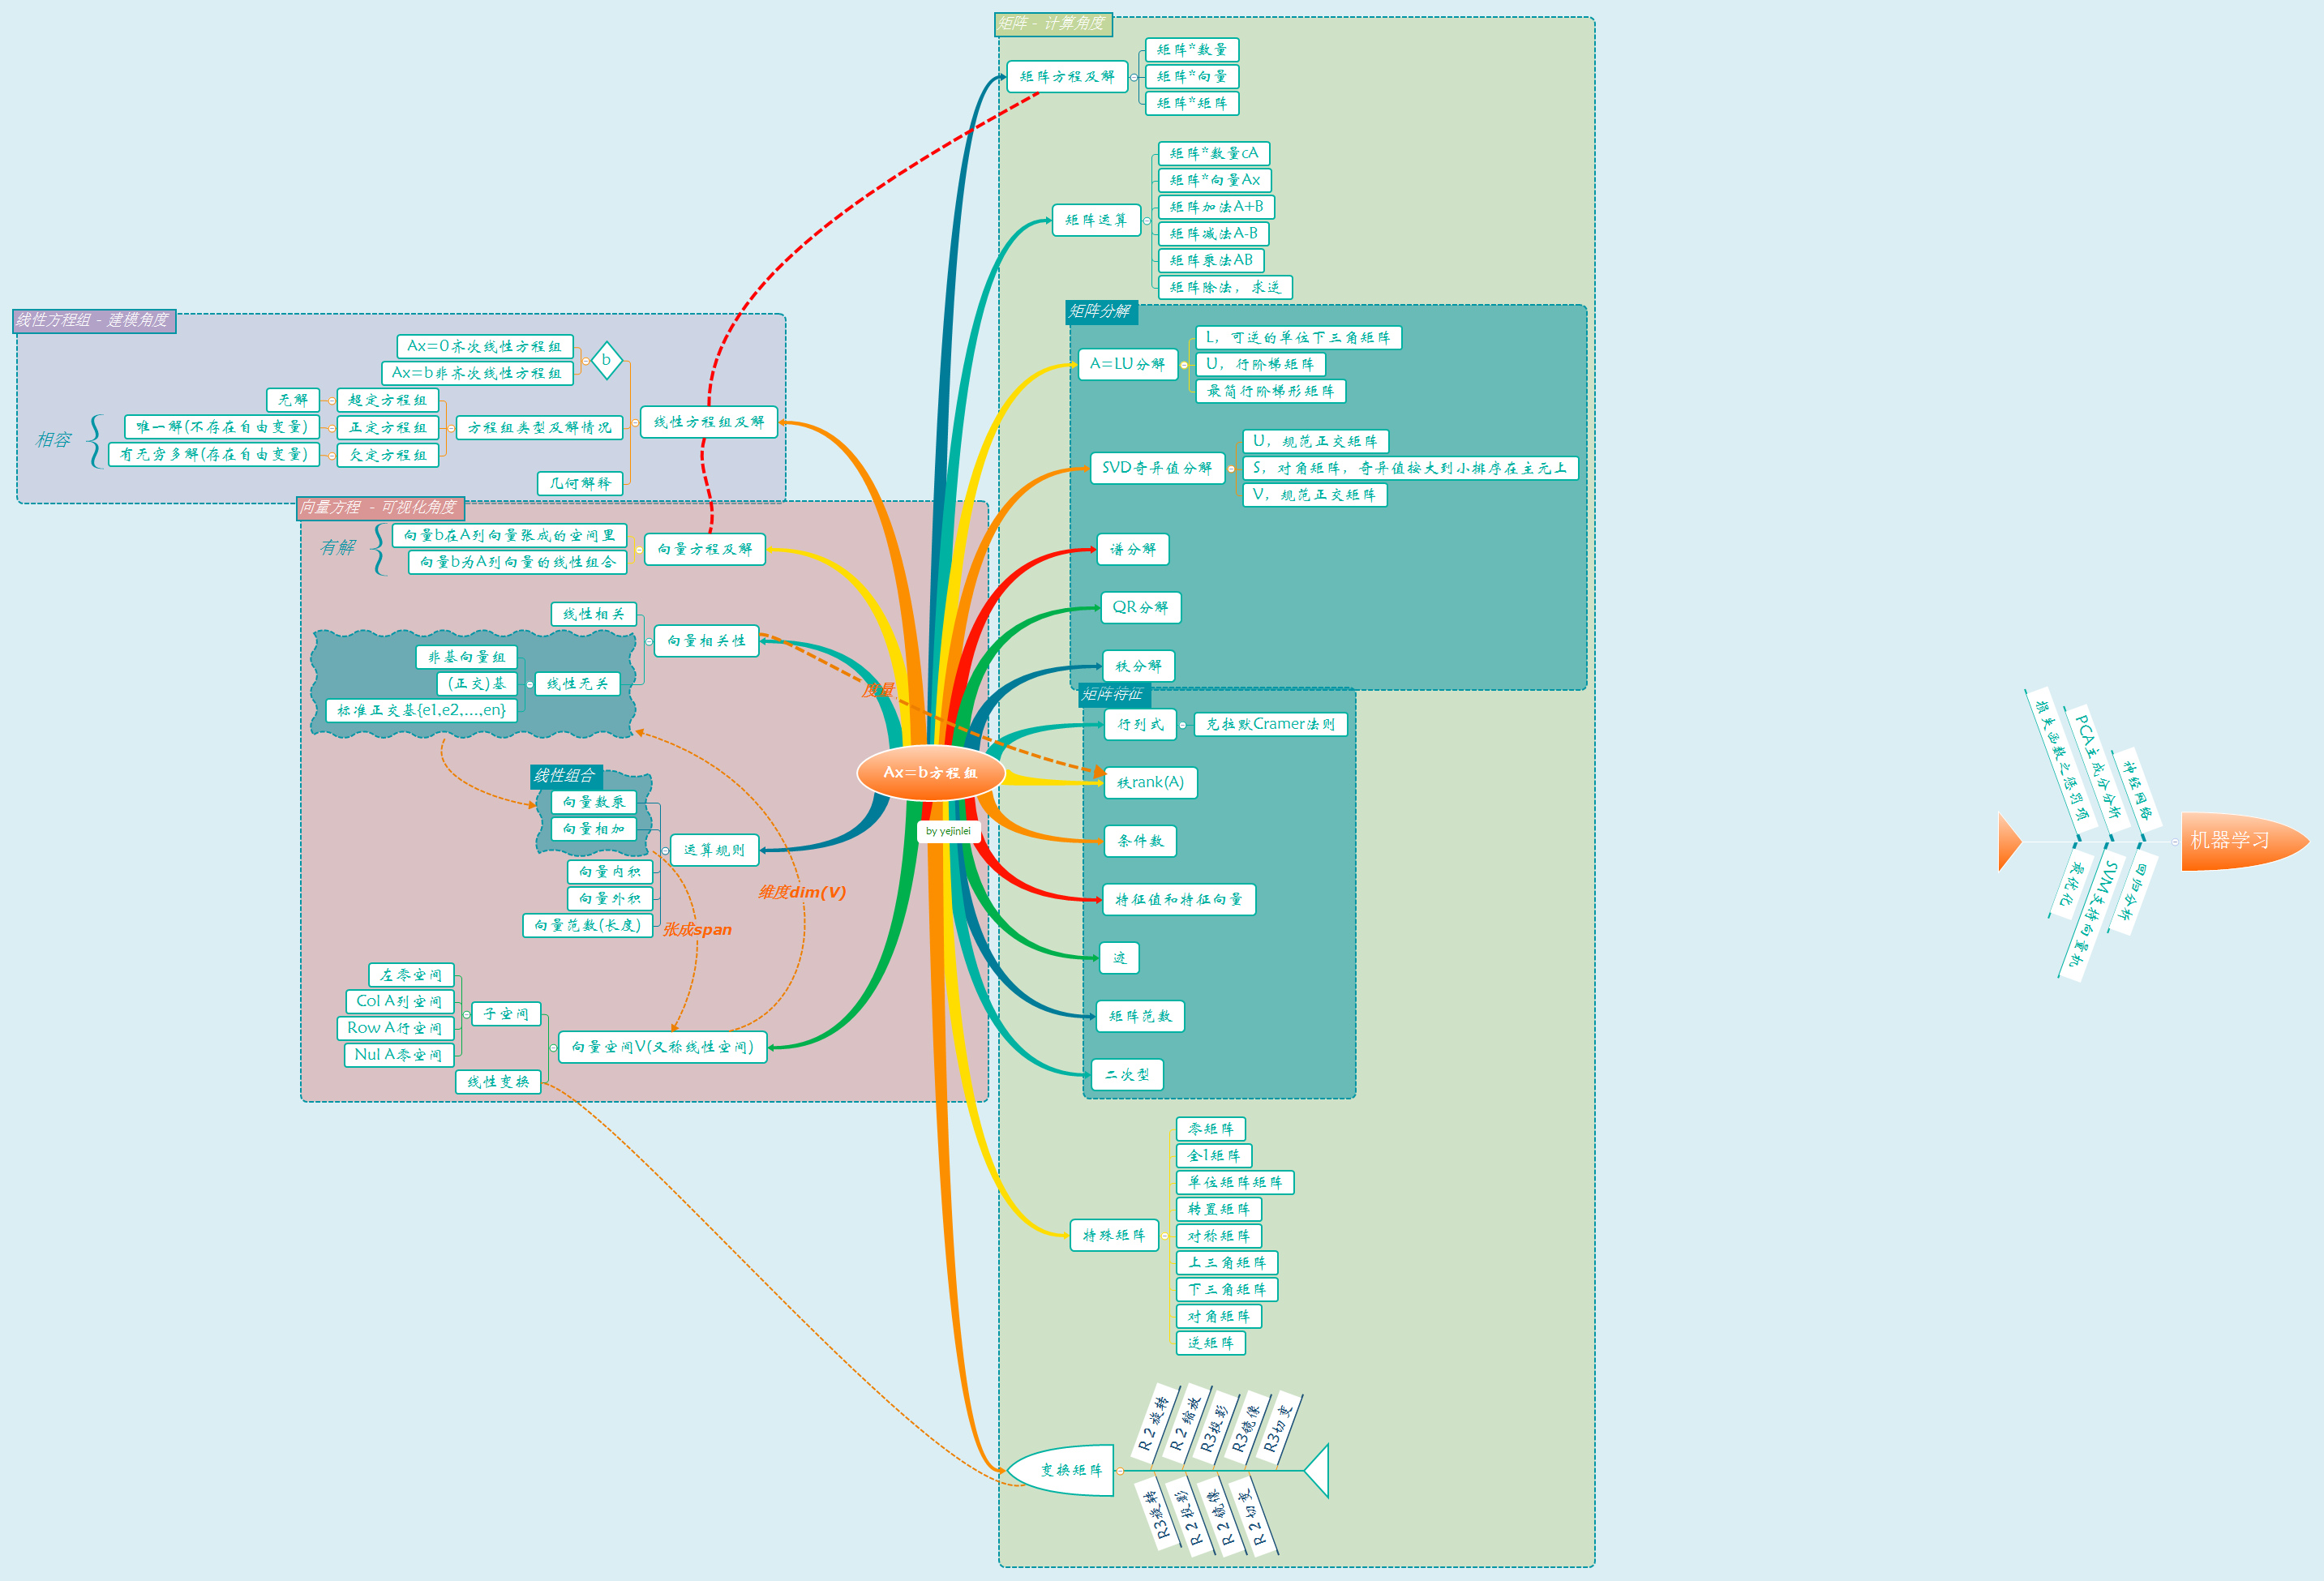 矩阵 - 计算角度
矩阵方程及解
矩阵*数量
矩阵*向量
矩阵*矩阵
矩阵运算
矩阵*数量cA
矩阵*向量Ax
矩阵加法A+B
矩阵减法A-B
矩阵乘法AB
矩阵除法，求逆
矩阵分解
A=LU分解
L，可逆的单位下三角矩阵
U，行阶梯矩阵
最简行阶梯形矩阵
SVD奇异值分解
U，规范正交矩阵
S，对角矩阵，奇异值按大到小排序在主元上
V，规范正交矩阵
谱分解
QR分解
秩分解
矩阵特征
行列式
克拉默Cramer法则
秩rank(A)
条件数
特征值和特征向量
迹
矩阵范数
二次型
特殊矩阵
零矩阵
全1矩阵
单位矩阵矩阵
转置矩阵
对称矩阵
上三角矩阵
下三角矩阵
对角矩阵
逆矩阵
变换矩阵
R 2 旋转
R 2 缩放
R3投影
R3镜像
R3切变
R3旋转
R 2 投影
R 2 镜像
R 2 切变
线性方程组 - 建模角度
线性方程组及解
b
Ax=0齐次线性方程组
Ax=b非齐次线性方程组
方程组类型及解情况
超定方程组
无解
正定方程组
唯一解(不存在自由变量)
欠定方程组
有无穷多解(存在自由变量)
相容
几何解释
向量方程 - 可视化角度
向量方程及解
向量b在A列向量张成的空间里
向量b为A列向量的线性组合
有解
向量相关性
线性相关
线性无关
非基向量组
(正交)基
标准正交基{e1,e2,...,en}
度量
线性组合
向量数乘
向量相加
运算规则
向量内积
向量外积
向量范数(长度)
维度dim(V)
张成span
向量空间V(又称线性空间)
子空间
左零空间
Col A列空间
Row A行空间
Nul A零空间
线性变换
Ax=b方程组
by yejinlei
机器学习
损失函数之惩罚项
PCA主成分分析
神经网络
最优化
SVM支持向量机
回归分析